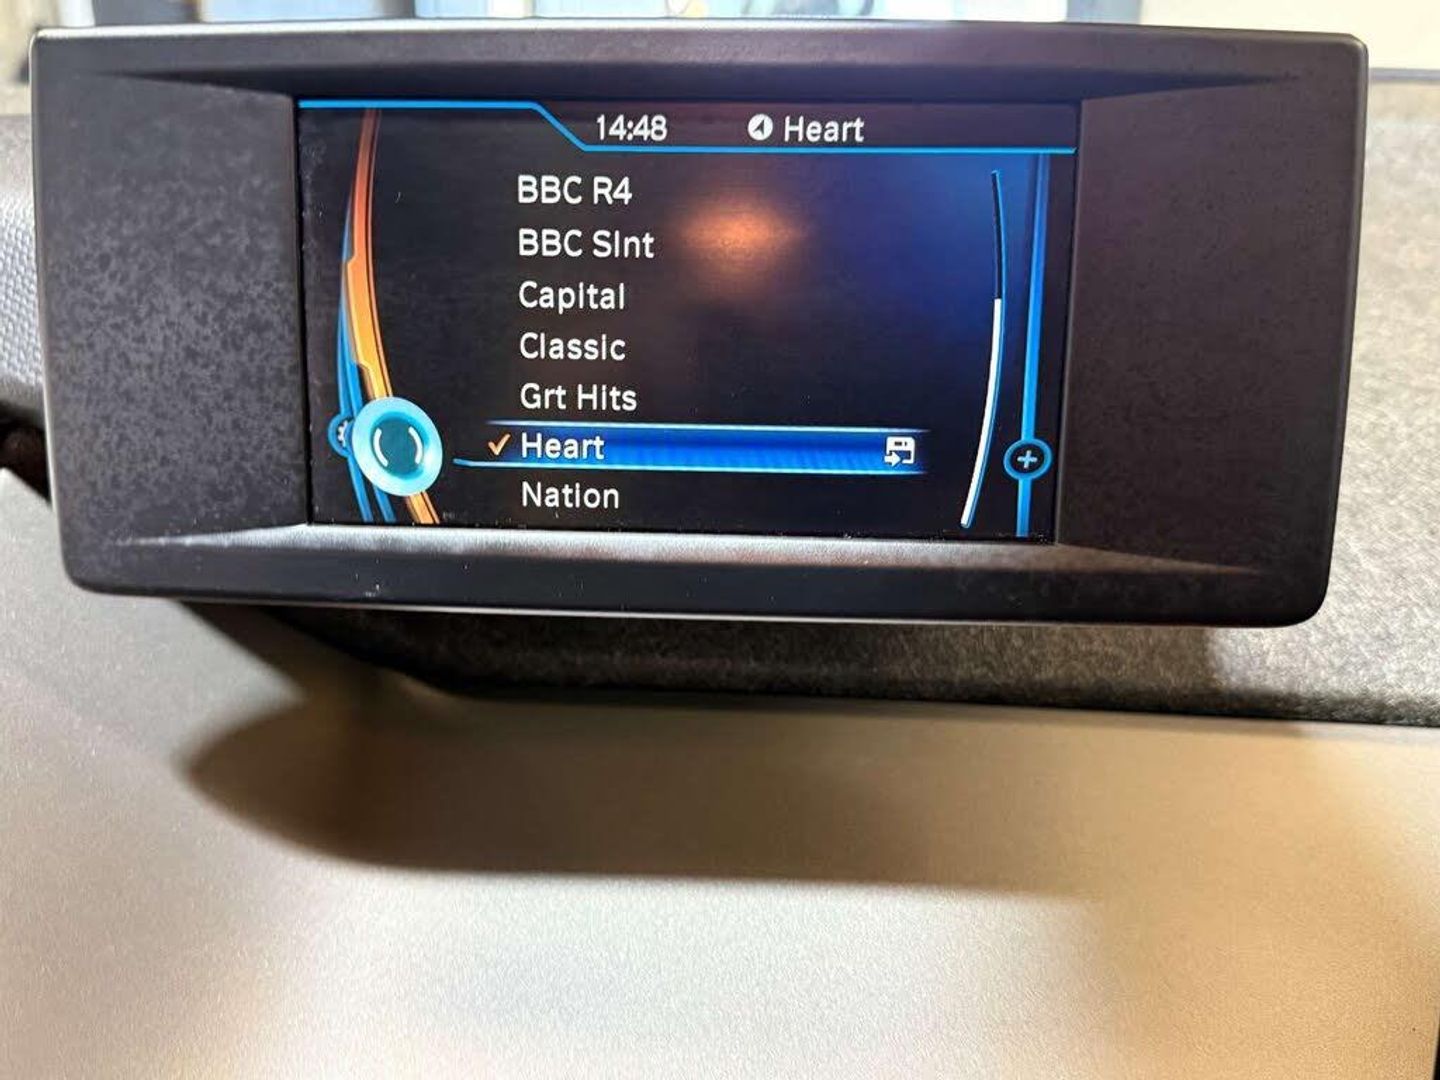 14:48 Heart
BBC R4
BBC Slnt
Capital
Classic
Grt Hits
Heart
Nation